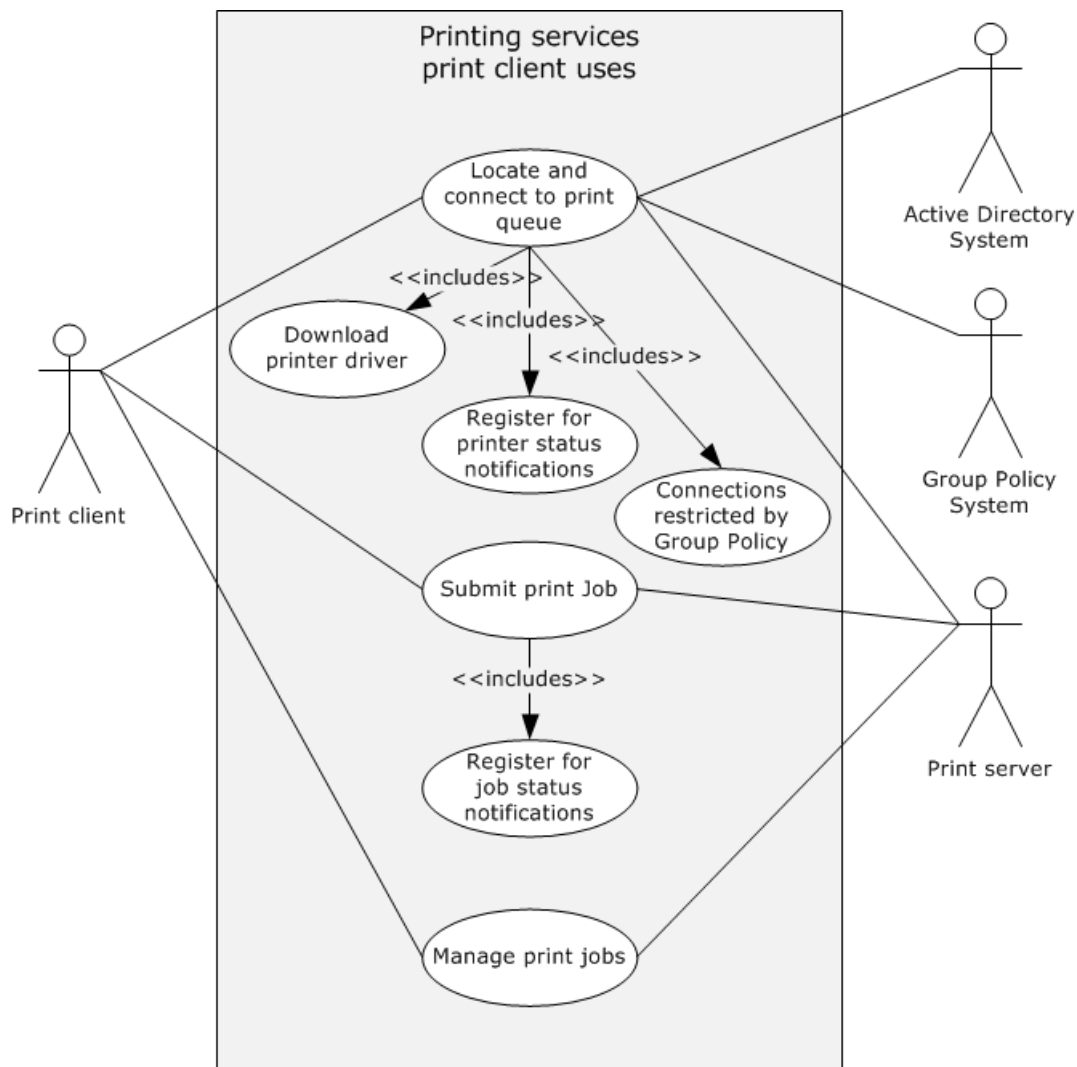 Printing services
print client uses
Locate and
connect to print
queue
Active Directory
System
<<includes>>
<<includes>>
<<includes>>
Download
printer driver
Register for
printer status
notifications
Connections
restricted by
Group Policy
Group Policy
System
Print client
Submit print Job
<<includes>>
Register for
job status
notifications
Print server
Manage print jobs